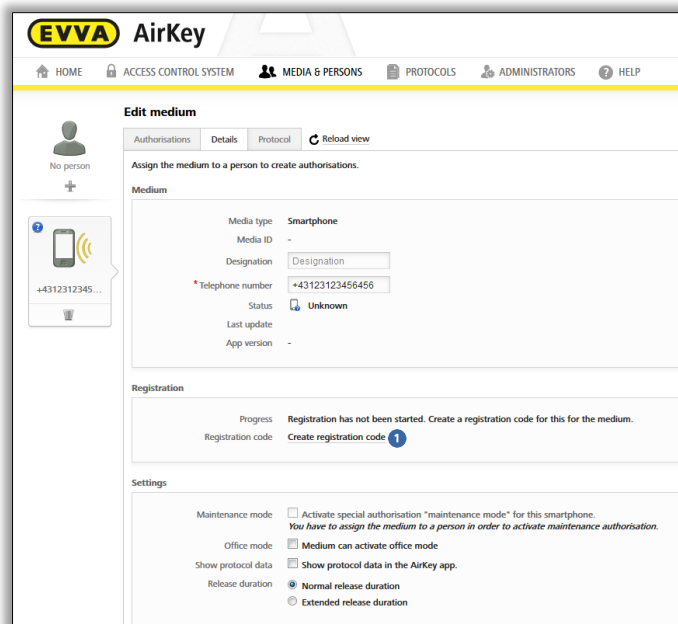 EVVA AirKey
HOME ACCESS CONTROL SYSTEM MEDIA & PERSONS PROTOCOLS ADMINISTRATORS ? HELP
Edit medium
Authorisations Details Protocol Reload view
No person
Assign the medium to a person to create authorisations.
Medium
Media type Smartphone
Media ID -
Designation Designation
* Telephone number +43123123456456
Status ? Unknown
Last update
App version -
?
+4312312345...
Registration
Progress Registration has not been started. Create a registration code for this for the medium.
Registration code Create registration code 1
Settings
Maintenance mode Activate special authorisation "maintenance mode" for this smartphone.
You have to assign the medium to a person in order to activate maintenance authorisation.
Office mode Medium can activate office mode
Show protocol data Show protocol data in the AirKey app.
Release duration Normal release duration
Extended release duration